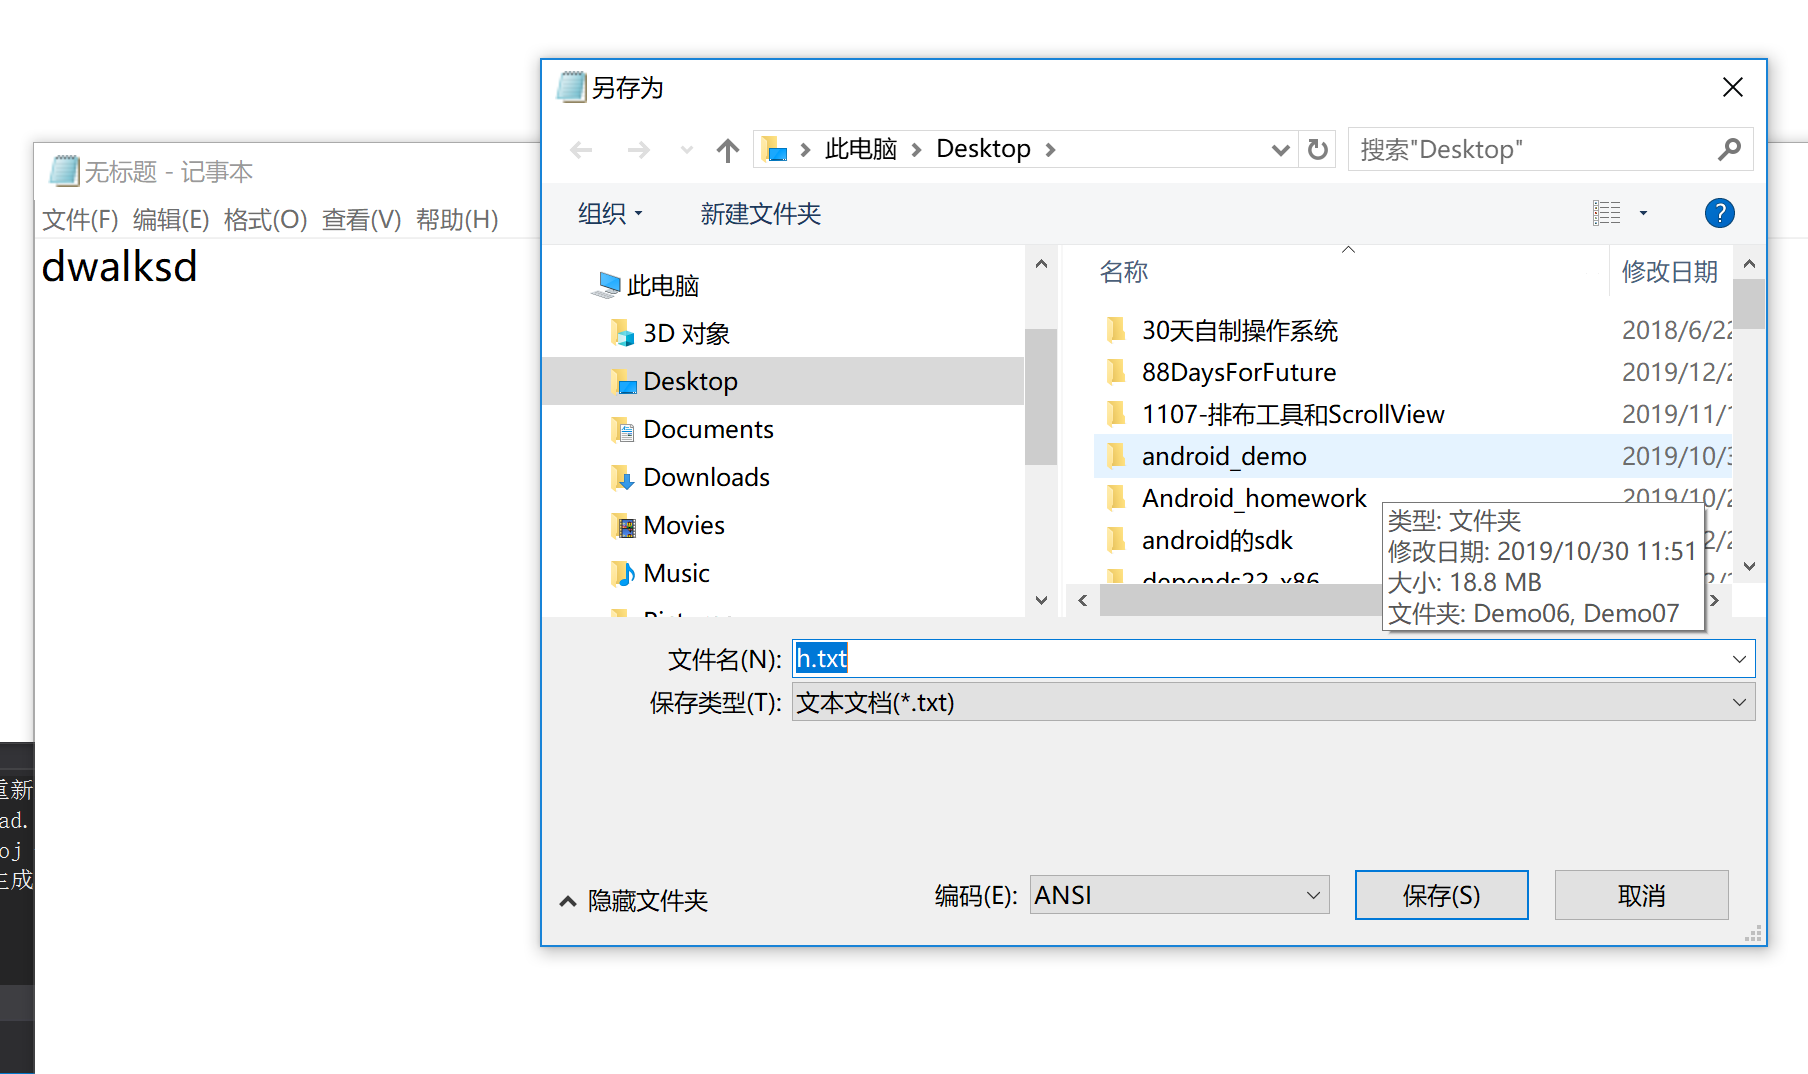 另存为
此电脑 Desktop
搜索"Desktop"
无标题 - 记事本
文件(F) 编辑(E) 格式(O) 查看(V) 帮助(H)
dwalksd
组织 新建文件夹
此电脑
3D 对象
Desktop
Documents
Downloads
Movies
Music
名称 修改日期
30天自制操作系统 2018/6/22
88DaysForFuture 2019/12/2
1107-排布工具和ScrollView 2019/11/1
android_demo 2019/10/3
Android_homework 2019/10/2
android的sdk
depends22_x86
类型: 文件夹
修改日期: 2019/10/30 11:51
大小: 18.8 MB
文件夹: Demo06, Demo07
文件名(N): h.txt
保存类型(T): 文本文档(*.txt)
重新
ad.
oj
生成
隐藏文件夹 编码(E): ANSI 保存(S) 取消